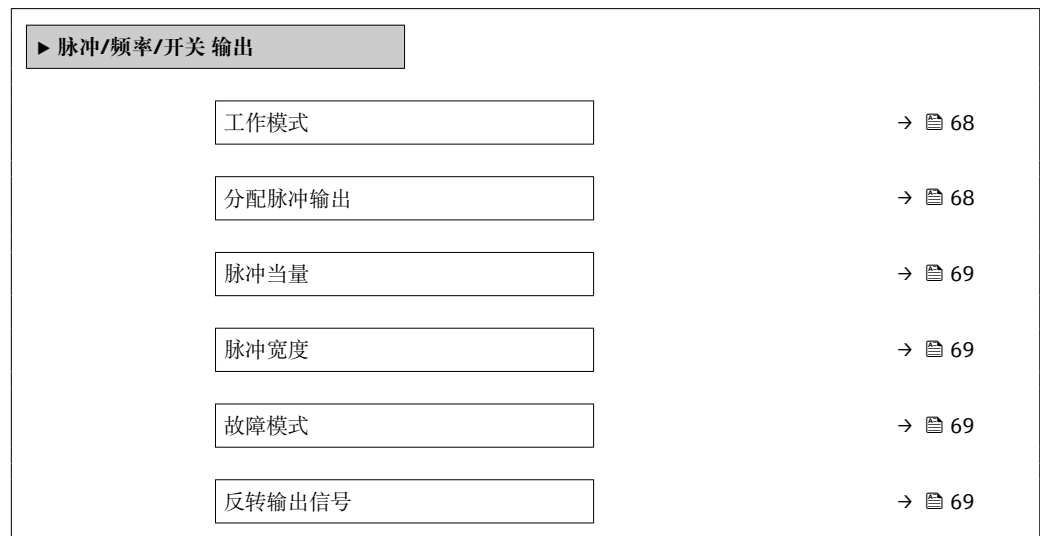 ▶ 脉冲/频率/开关 输出
工作模式 → 68
分配脉冲输出 → 68
脉冲当量 → 69
脉冲宽度 → 69
故障模式 → 69
反转输出信号 → 69